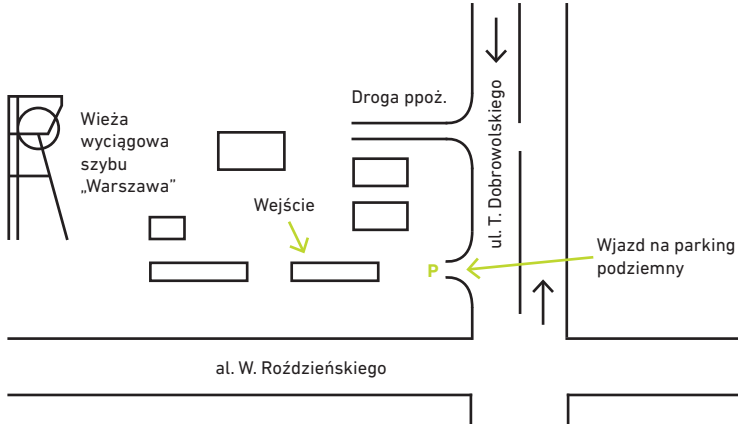 Droga ppoż.
Wieża
wyciągowa
szybu
„Warszawa”
Wejście
ul. T. Dobrowolskiego
P
Wjazd na parking
podziemny
al. W. Roździeńskiego